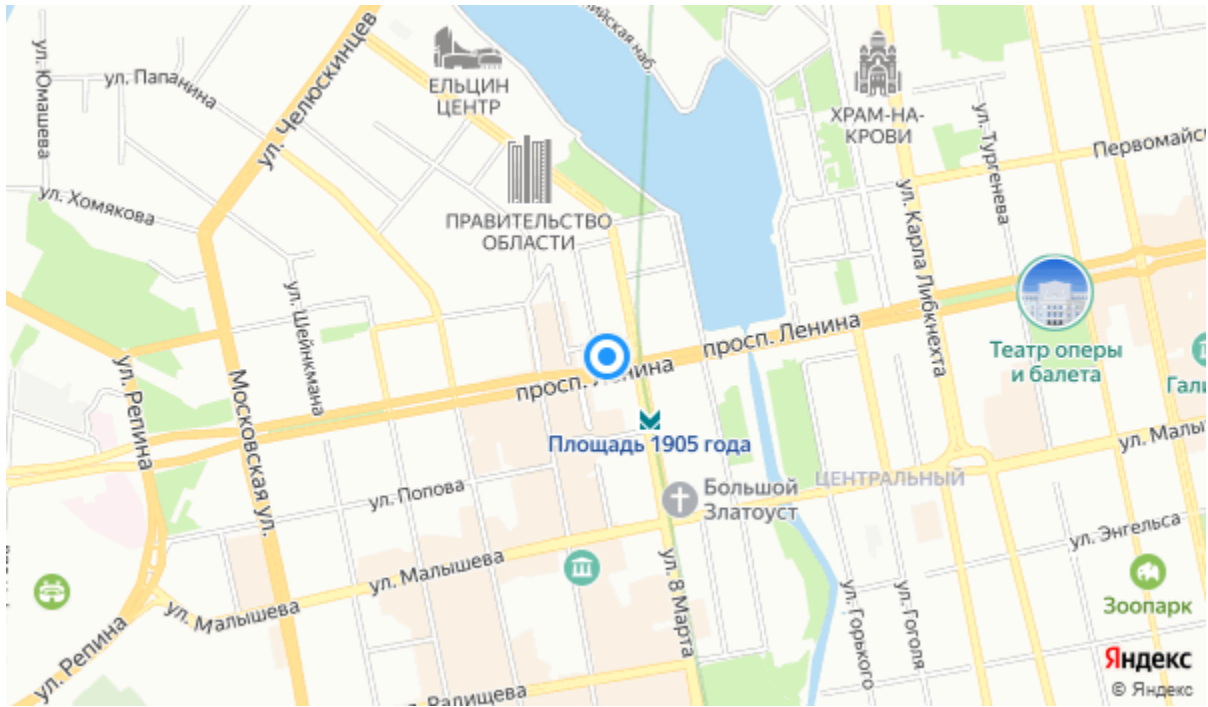 ул. Юмашева
ул. Папанина
ул. Челюскинцев
ЕЛЬЦИН
ЦЕНТР
наб.
ХРАМ-НА-
КРОВИ
ул. Тургенева
Первомайс
ул. Хомякова
ПРАВИТЕЛЬСТВО
ОБЛАСТИ
ул. Карла Либкнехта
ул. Шейнкмана
просп. Ленина
просп. Ленина
Театр оперы
и балета
Гали
ул. Репина
Московская ул.
Площадь 1905 года
ул. Малы
ул. Попова
Большой
Златоуст
ЦЕНТРАЛЬНЫЙ
ул. Энгельса
ул. Малышева
ул. 8 Марта
ул. Малышева
ул. Горького
ул. Гоголя
Зоопарк
ул. Репина
Яндекс
© Яндекс